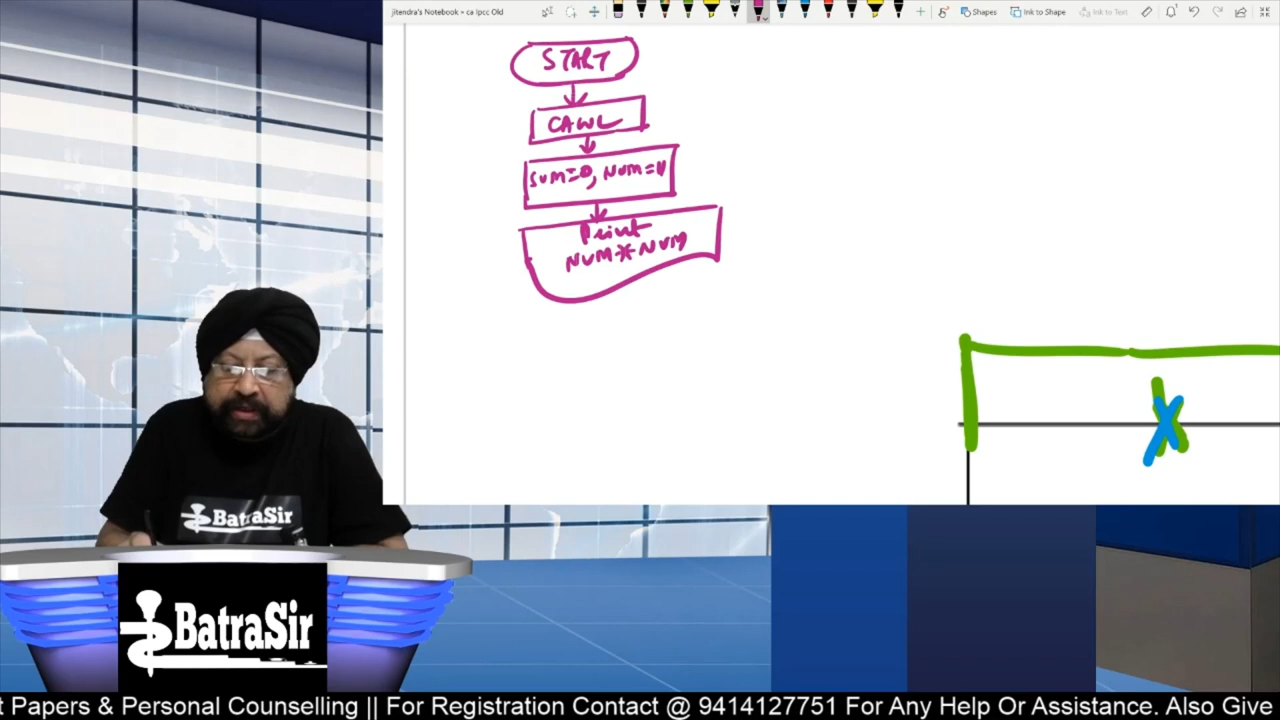 jitendra's Notebook » ca Ipcc Old
Shapes
Ink to Shape
Ink to Text
START
CAWL
SUM=0, NUM=11
Print
NUM*NUM
BatraSir
BatraSir
t Papers & Personal Counselling || For Registration Contact @ 9414127751 For Any Help Or Assistance. Also Give